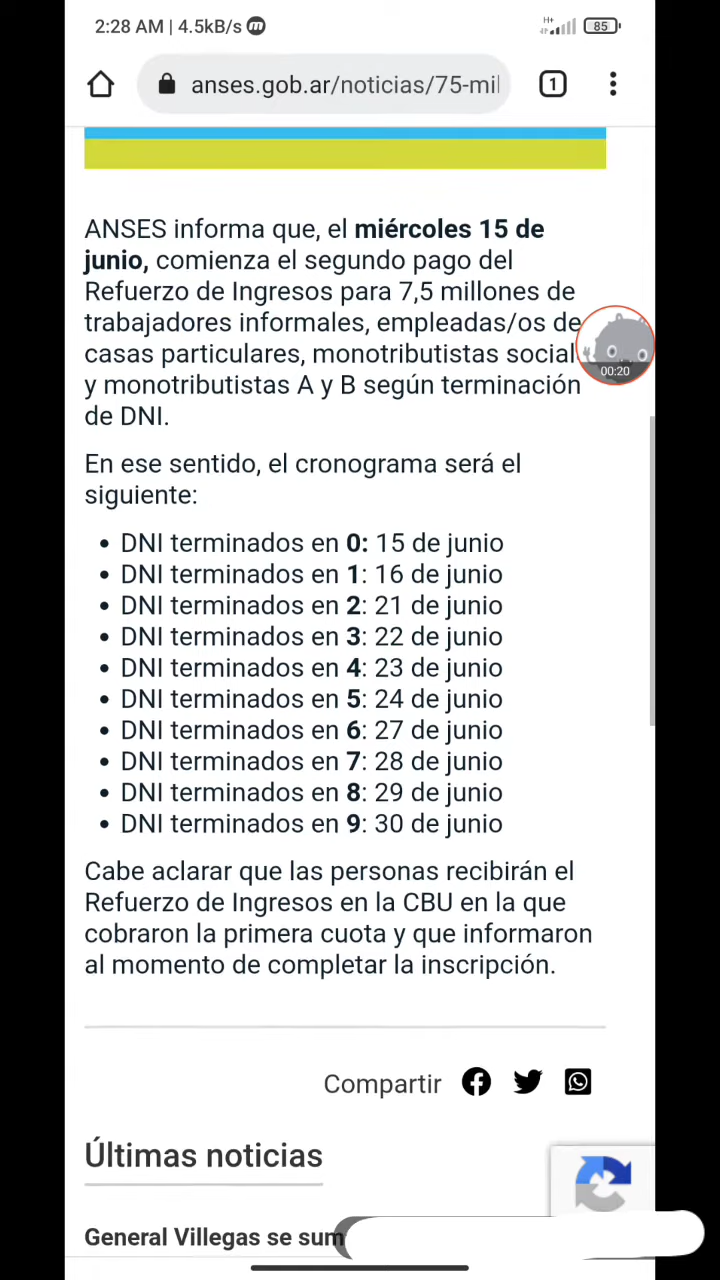 2:28 AM | 4.5kB/s m
H+
85
anses.gob.ar/noticias/75-mil
1
ANSES informa que, el miércoles 15 de
junio, comienza el segundo pago del
Refuerzo de Ingresos para 7,5 millones de
trabajadores informales, empleadas/os de
casas particulares, monotributistas social
y monotributistas A y B según terminación
de DNI.
00:20
En ese sentido, el cronograma será el
siguiente:
• DNI terminados en 0: 15 de junio
• DNI terminados en 1: 16 de junio
• DNI terminados en 2: 21 de junio
• DNI terminados en 3: 22 de junio
• DNI terminados en 4: 23 de junio
• DNI terminados en 5: 24 de junio
• DNI terminados en 6: 27 de junio
• DNI terminados en 7: 28 de junio
• DNI terminados en 8: 29 de junio
• DNI terminados en 9: 30 de junio
Cabe aclarar que las personas recibirán el
Refuerzo de Ingresos en la CBU en la que
cobraron la primera cuota y que informaron
al momento de completar la inscripción.
Compartir
Últimas noticias
General Villegas se sum